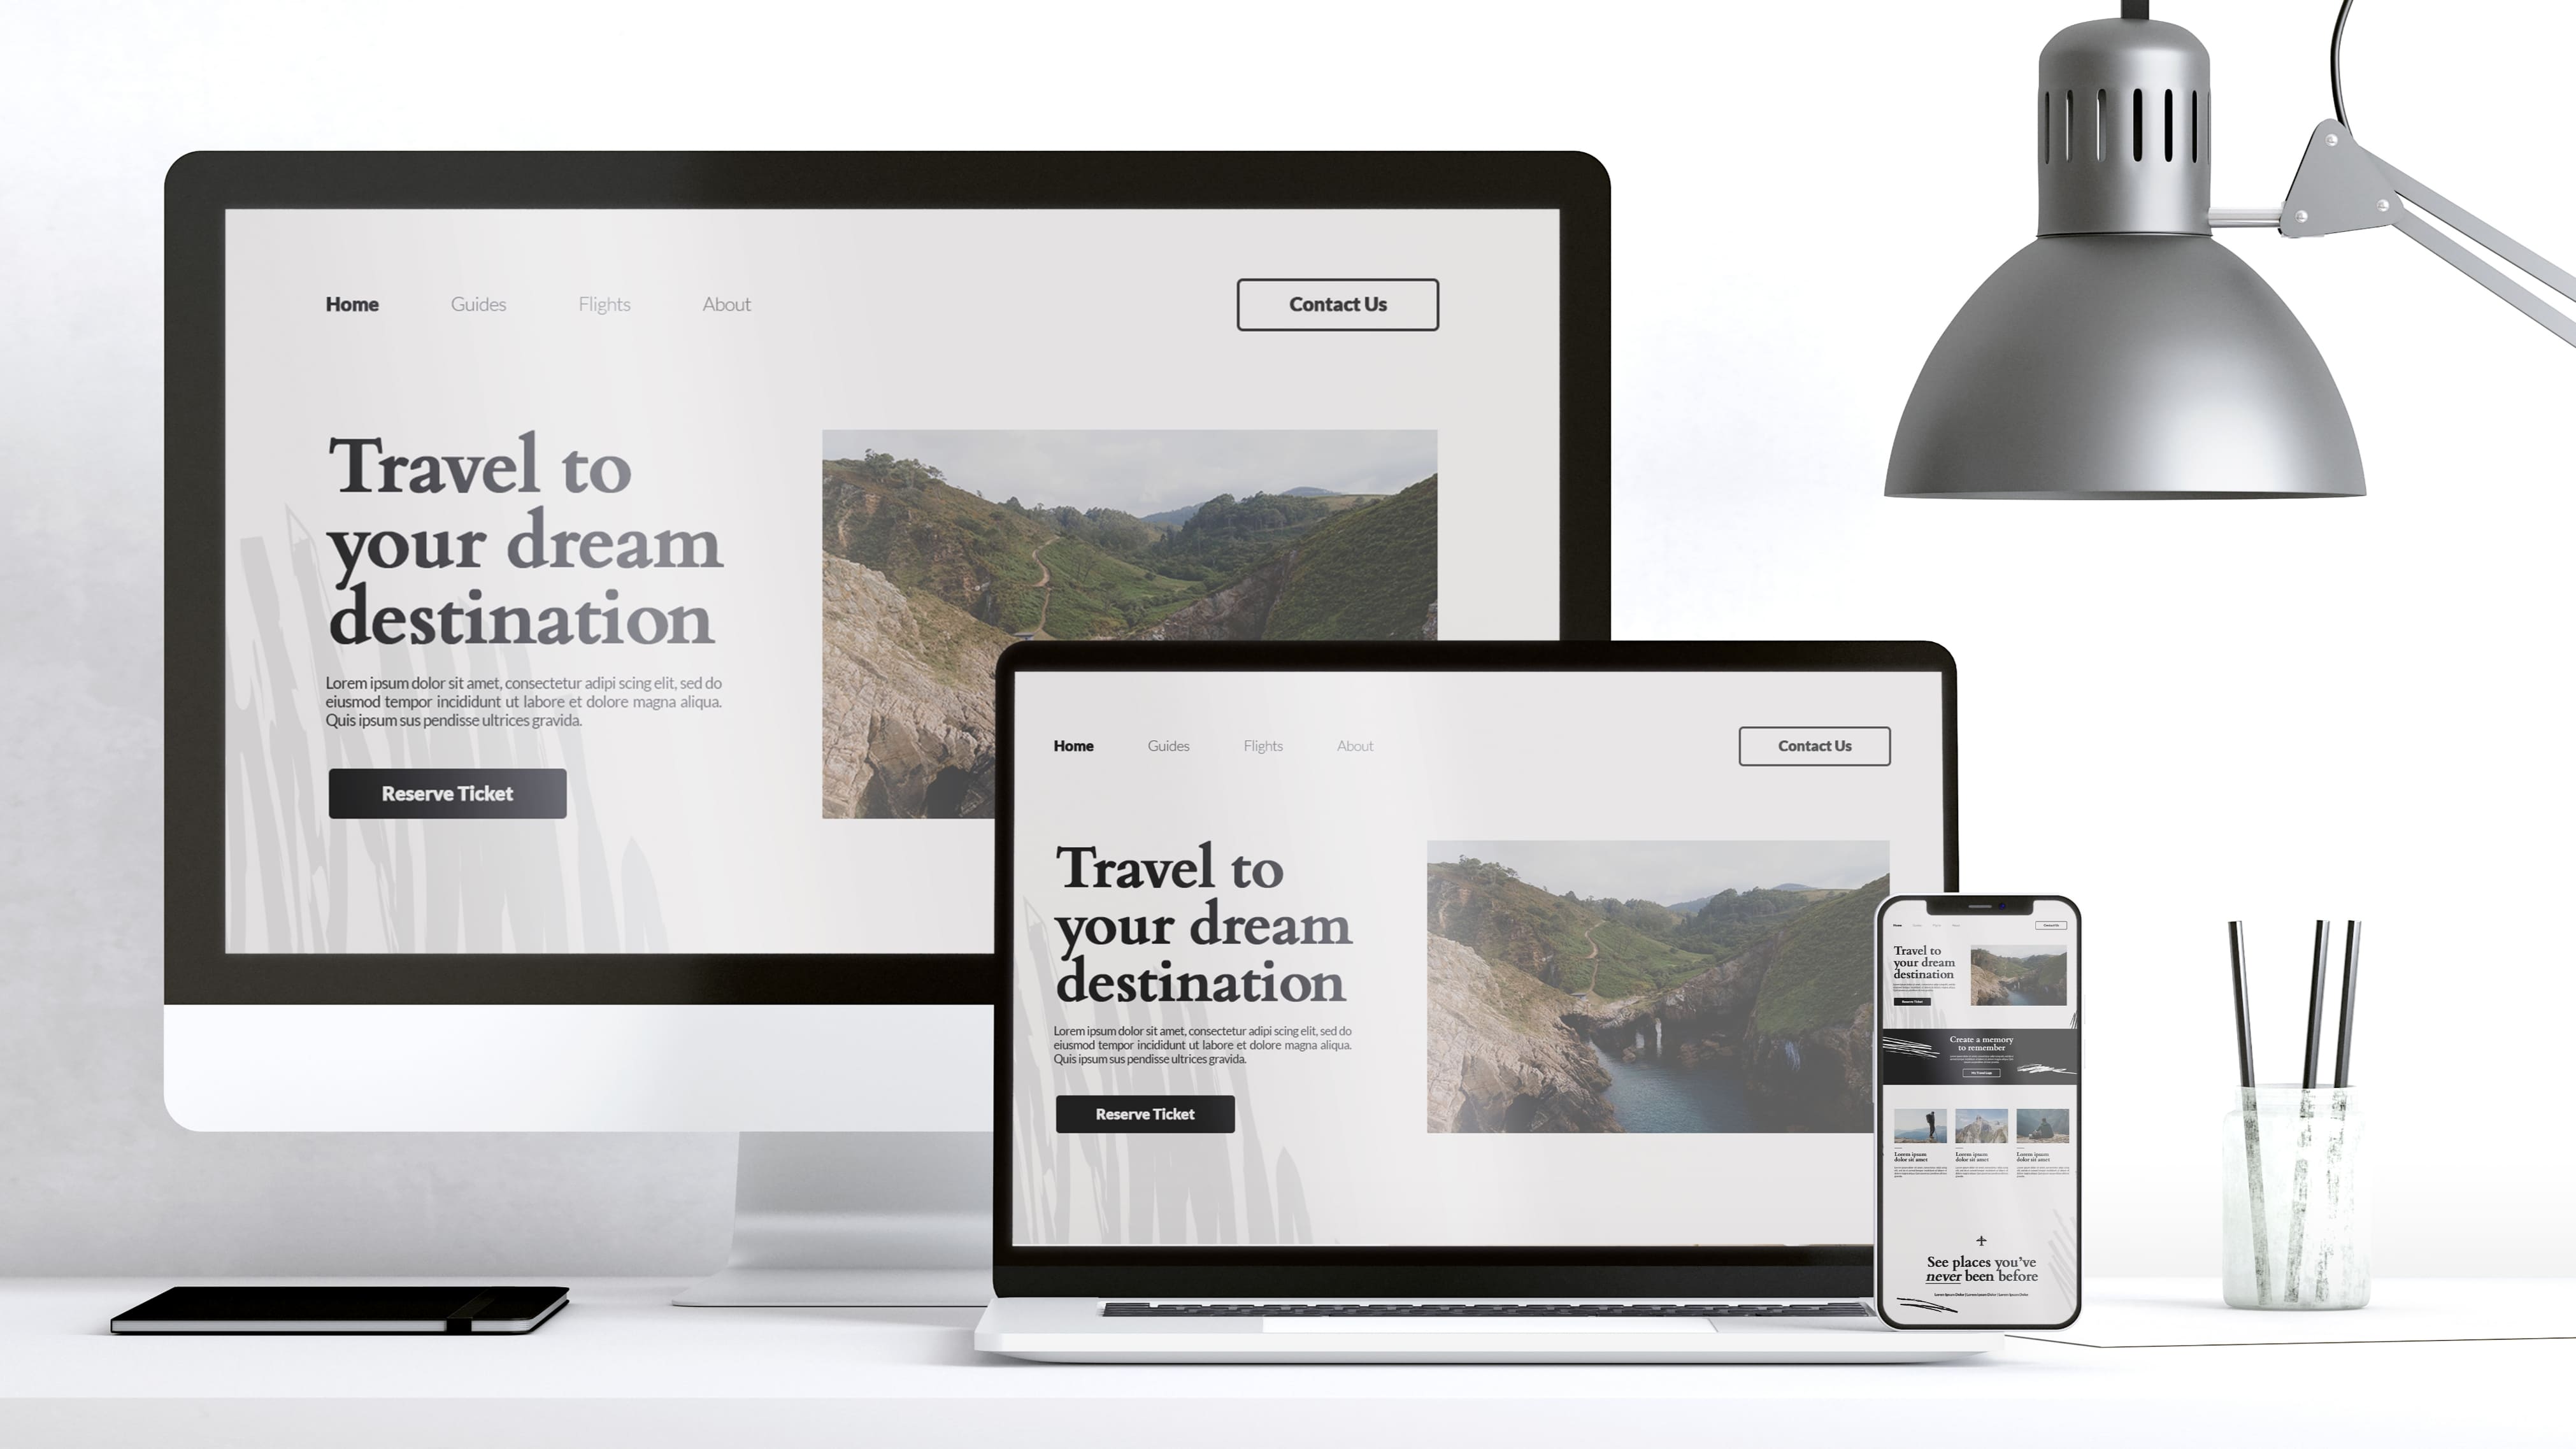 Home Guides Flights About Contact Us
Travel to
your dream
destination
Lorem ipsum dolor sit amet, consectetur adipi scing elit, sed do
eiusmod tempor incididunt ut labore et dolore magna aliqua.
Quis ipsum sus pendisse ultrices gravida.
Reserve Ticket
Home Guides Flights About Contact Us
Travel to
your dream
destination
Lorem ipsum dolor sit amet, consectetur adipi scing elit, sed do
eiusmod tempor incididunt ut labore et dolore magna aliqua.
Quis ipsum sus pendisse ultrices gravida.
Reserve Ticket
Travel to
your dream
destination
Reserve Ticket
Create a memory
to remember
Lorem ipsum Lorem ipsum Lorem ipsum
dolor sit amet dolor sit amet dolor sit amet
See places you've
never been before